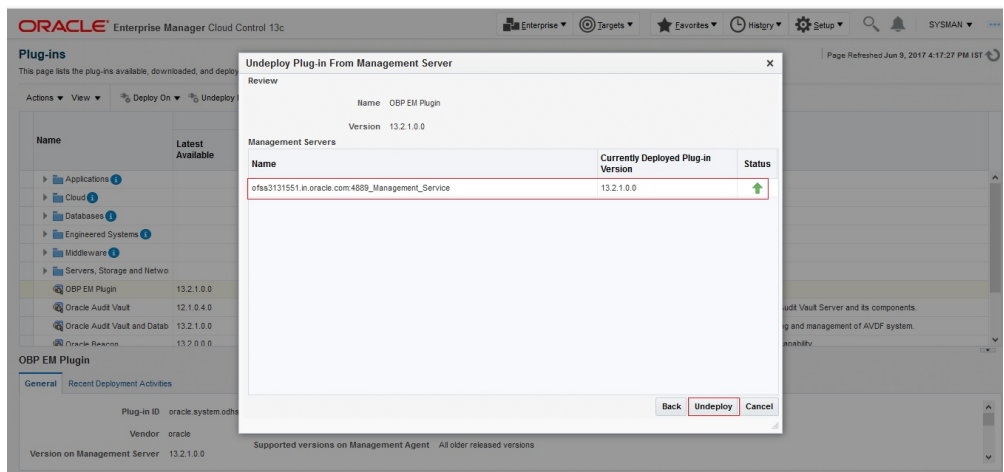 ORACLE Enterprise Manager Cloud Control 13c
Enterprise Targets Favorites History Setup SYSMAN
Plug-ins
Page Refreshed Jun 9, 2017 4:17:27 PM IST
This page lists the plug-ins available, downloaded, and deploy
Actions View Deploy On Undeploy
Name
Latest Available
Applications
Cloud
Databases
Engineered Systems
Middleware
Servers, Storage and Netwo
OBP EM Plugin 13.2.1.0.0
Oracle Audit Vault 12.1.0.4.0
udit Vault Server and its components.
Oracle Audit Vault and Datab 13.2.1.0.0
g and management of AVDF system.
Oracle Beacon 13.2.0.0.0
Undeploy Plug-in From Management Server
Review
Name OBP EM Plugin
Version 13.2.1.0.0
Management Servers
Name
Currently Deployed Plug-in Version
Status
ofss3131551.in.oracle.com:4889_Management_Service 13.2.1.0.0
Back Undeploy Cancel
OBP EM Plugin
General Recent Deployment Activities
Plug-in ID oracle.system.odhs
Vendor oracle
Version on Management Server 13.2.1.0.0
Supported versions on Management Agent All older released versions